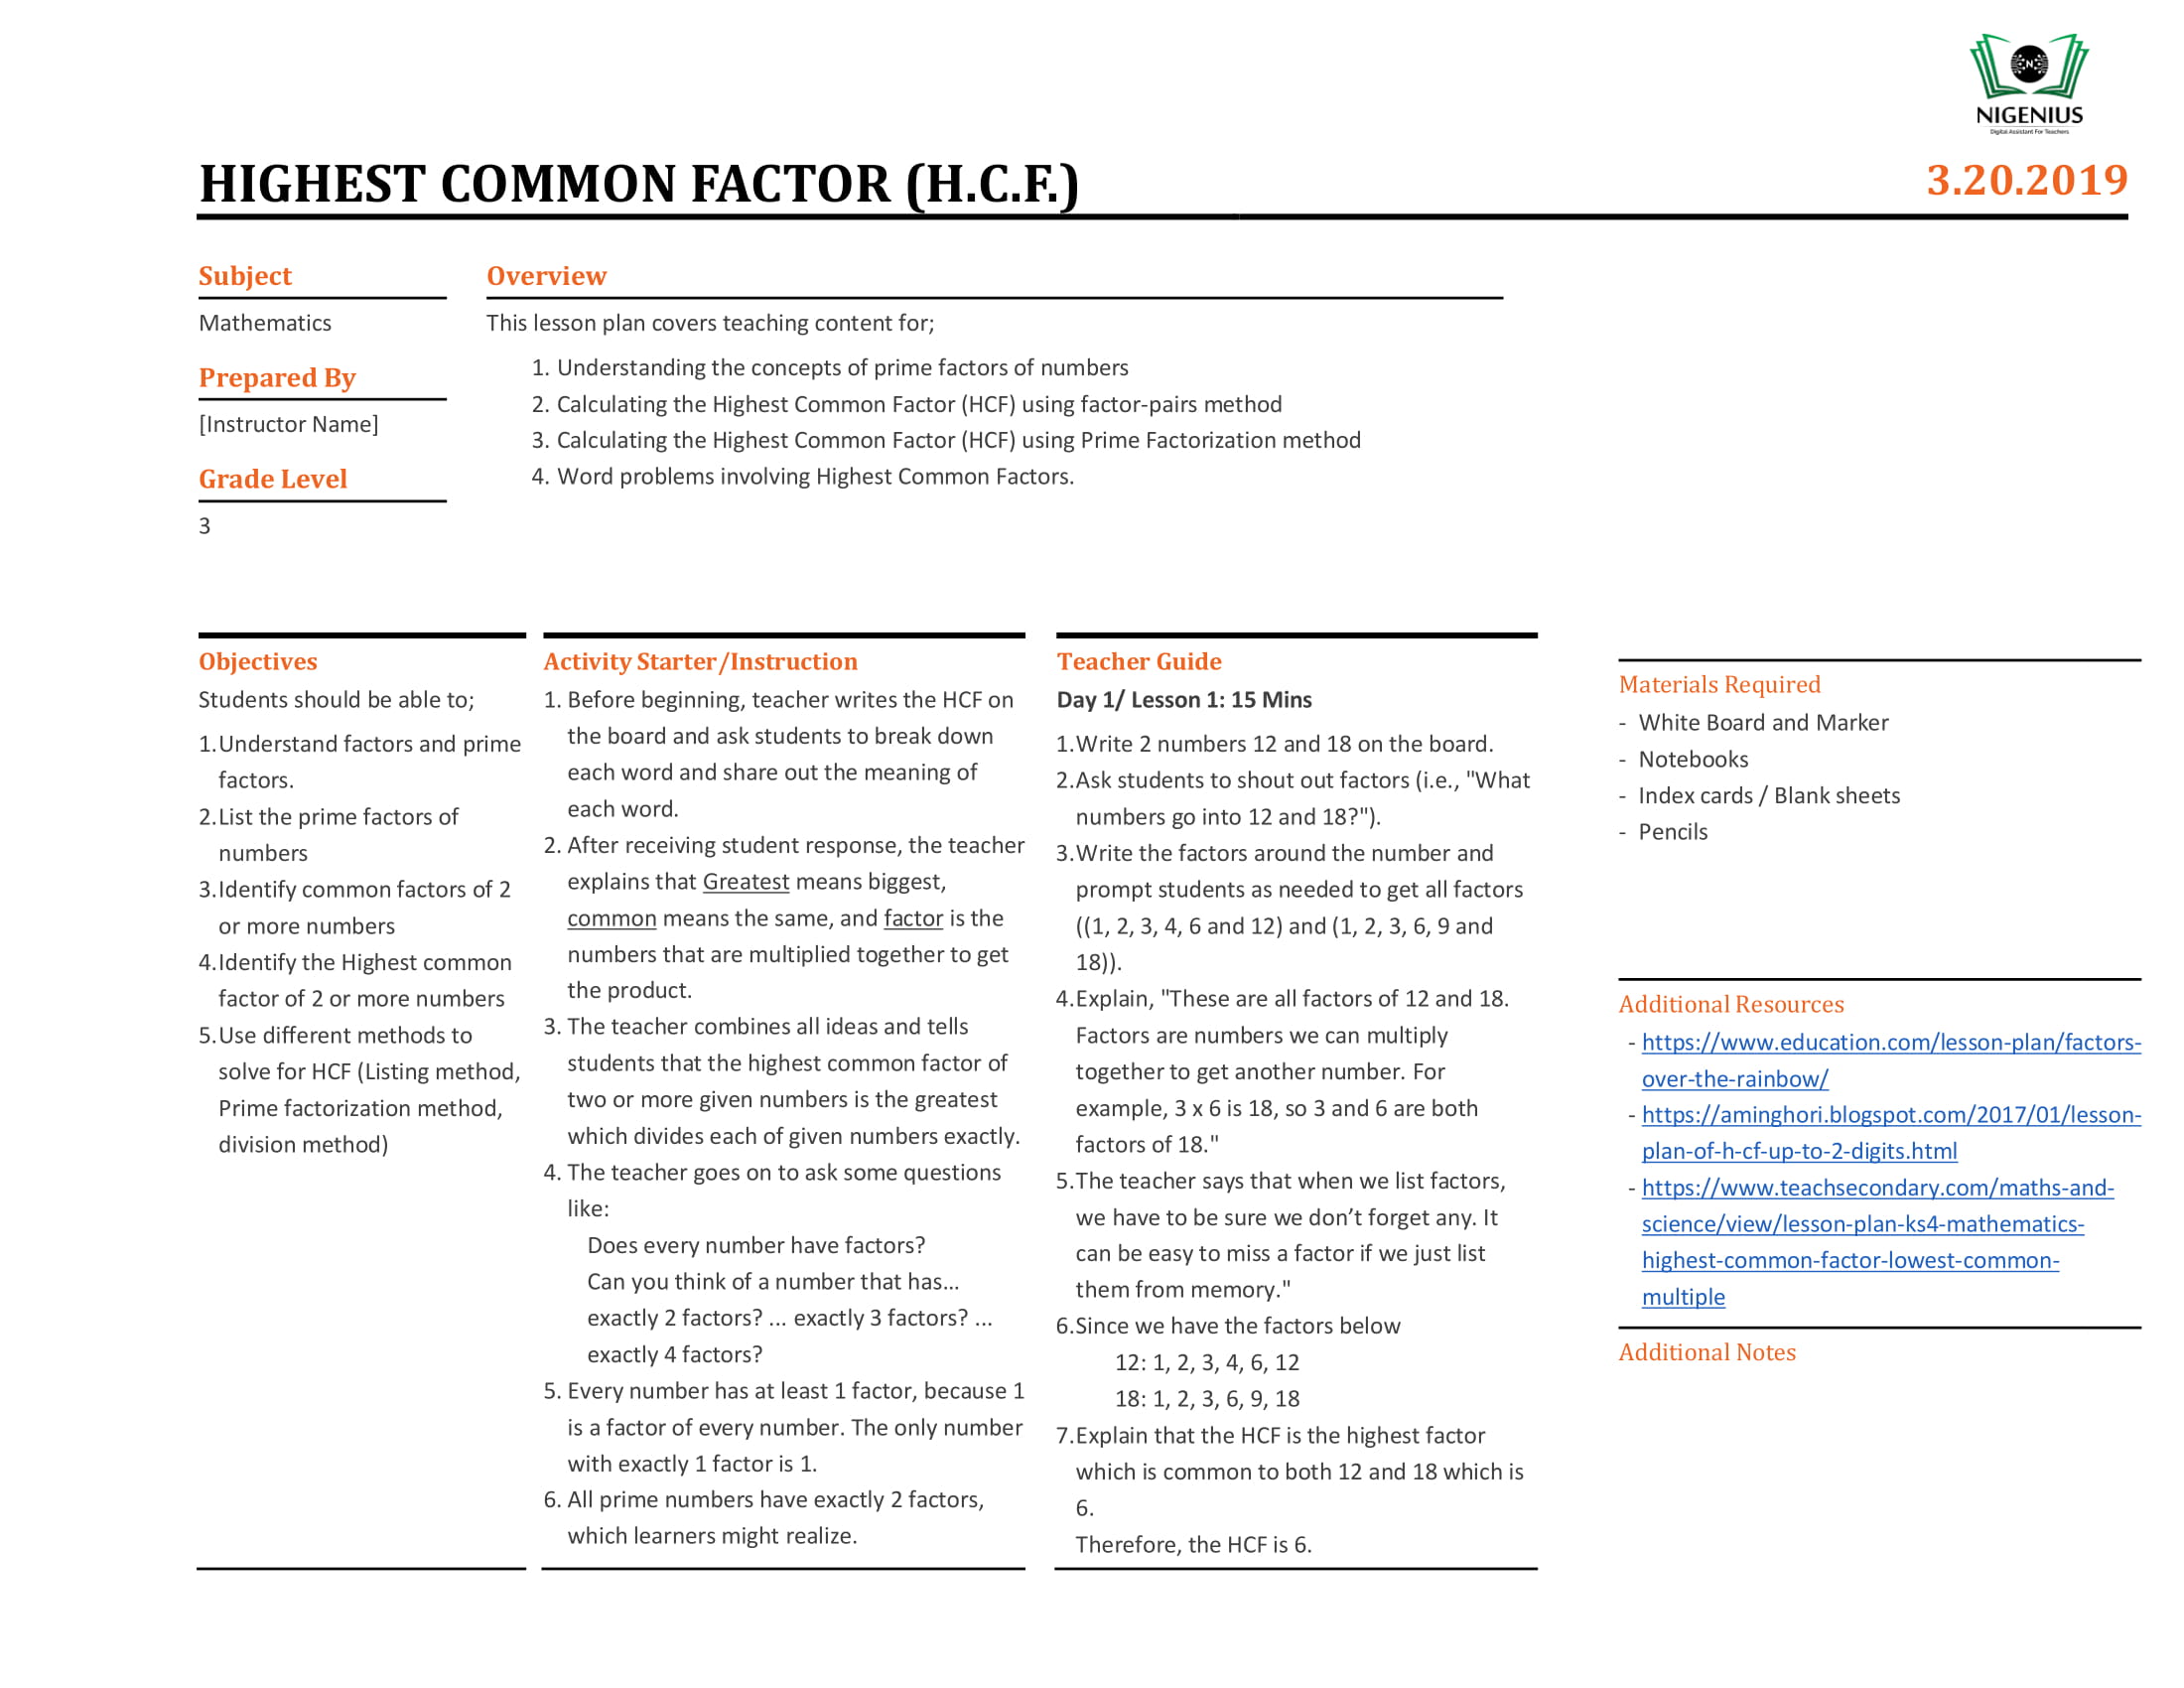 NIGENIUS
Digital Assistant For Teachers
HIGHEST COMMON FACTOR (H.C.F.)
3.20.2019
Subject
Mathematics
Prepared By
[Instructor Name]
Grade Level
3
Overview
This lesson plan covers teaching content for;
1. Understanding the concepts of prime factors of numbers
2. Calculating the Highest Common Factor (HCF) using factor-pairs method
3. Calculating the Highest Common Factor (HCF) using Prime Factorization method
4. Word problems involving Highest Common Factors.
Objectives
Students should be able to;
1.Understand factors and prime
factors.
2.List the prime factors of
numbers
3.Identify common factors of 2
or more numbers
4.Identify the Highest common
factor of 2 or more numbers
5.Use different methods to
solve for HCF (Listing method,
Prime factorization method,
division method)
Activity Starter/Instruction
1. Before beginning, teacher writes the HCF on
the board and ask students to break down
each word and share out the meaning of
each word.
2. After receiving student response, the teacher
explains that Greatest means biggest,
common means the same, and factor is the
numbers that are multiplied together to get
the product.
3. The teacher combines all ideas and tells
students that the highest common factor of
two or more given numbers is the greatest
which divides each of given numbers exactly.
4. The teacher goes on to ask some questions
like:
Does every number have factors?
Can you think of a number that has…
exactly 2 factors? ... exactly 3 factors? ...
exactly 4 factors?
5. Every number has at least 1 factor, because 1
is a factor of every number. The only number
with exactly 1 factor is 1.
6. All prime numbers have exactly 2 factors,
which learners might realize.
Teacher Guide
Day 1/ Lesson 1: 15 Mins
1.Write 2 numbers 12 and 18 on the board.
2.Ask students to shout out factors (i.e., "What
numbers go into 12 and 18?").
3.Write the factors around the number and
prompt students as needed to get all factors
((1, 2, 3, 4, 6 and 12) and (1, 2, 3, 6, 9 and
18)).
4.Explain, "These are all factors of 12 and 18.
Factors are numbers we can multiply
together to get another number. For
example, 3 x 6 is 18, so 3 and 6 are both
factors of 18."
5.The teacher says that when we list factors,
we have to be sure we don’t forget any. It
can be easy to miss a factor if we just list
them from memory."
6.Since we have the factors below
12: 1, 2, 3, 4, 6, 12
18: 1, 2, 3, 6, 9, 18
7.Explain that the HCF is the highest factor
which is common to both 12 and 18 which is
6.
Therefore, the HCF is 6.
Materials Required
- White Board and Marker
- Notebooks
- Index cards / Blank sheets
- Pencils
Additional Resources
- https://www.education.com/lesson-plan/factors-
over-the-rainbow/
- https://aminghori.blogspot.com/2017/01/lesson-
plan-of-h-cf-up-to-2-digits.html
- https://www.teachsecondary.com/maths-and-
science/view/lesson-plan-ks4-mathematics-
highest-common-factor-lowest-common-
multiple
Additional Notes